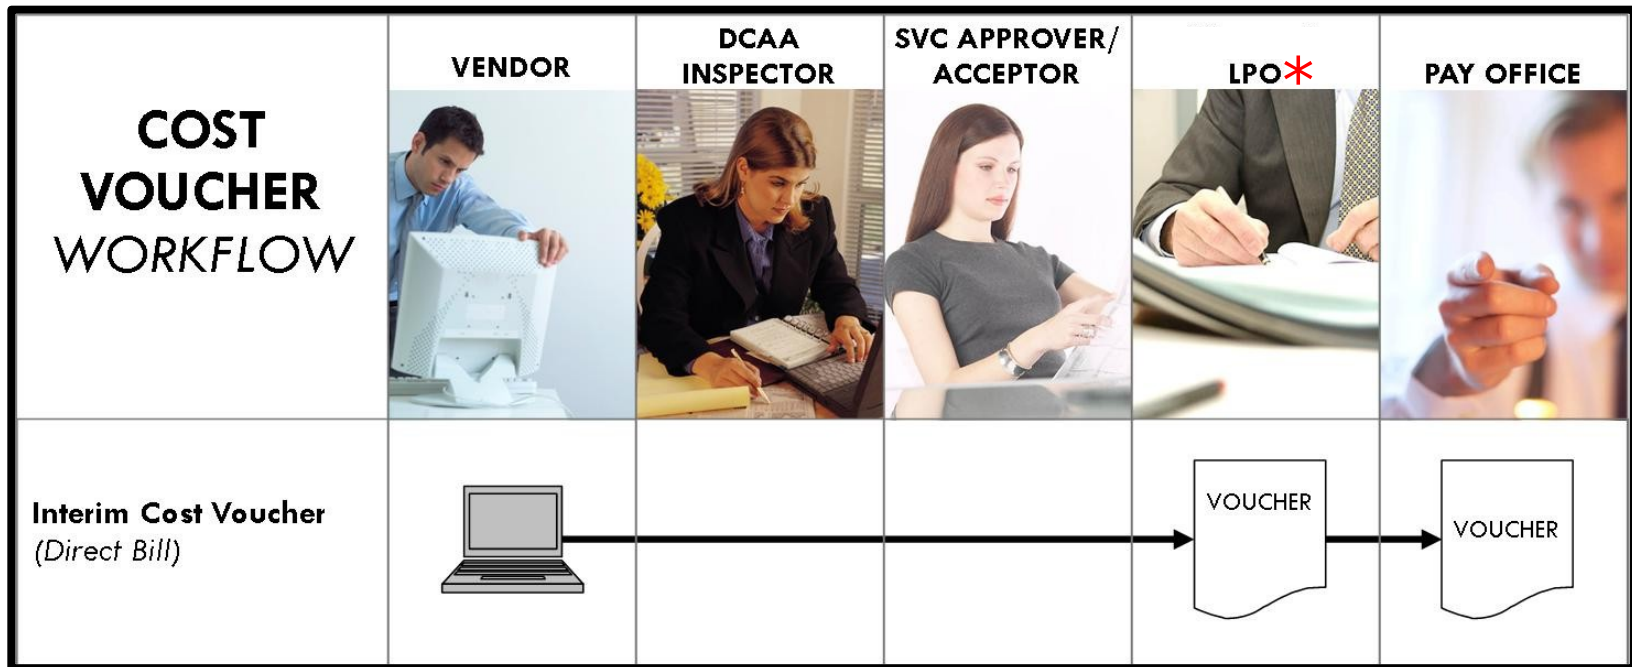 COST
VOUCHER
WORKFLOW
VENDOR
DCAA
INSPECTOR
SVC APPROVER/
ACCEPTOR
LPO*
PAY OFFICE
Interim Cost Voucher
(Direct Bill)
VOUCHER
VOUCHER